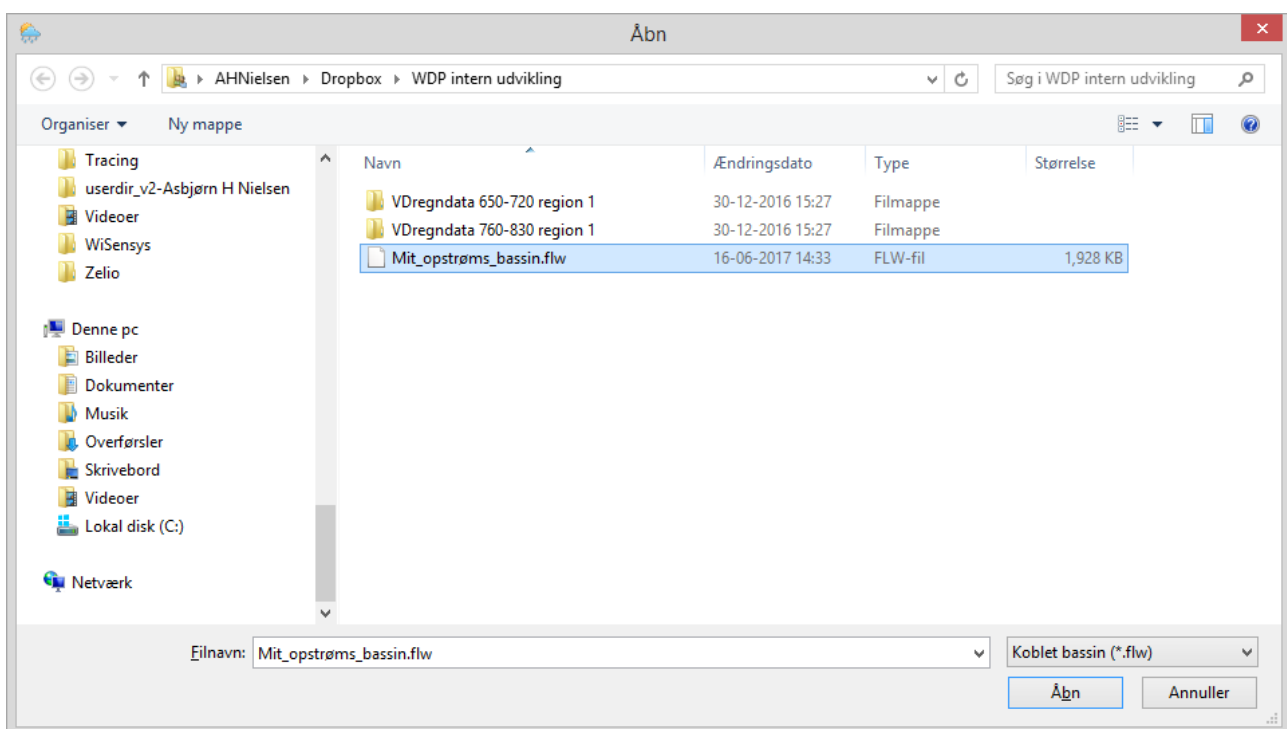 Åbn
AHNielsen Dropbox WDP intern udvikling
Søg i WDP intern udvikling
Organiser Ny mappe
Navn Ændringsdato Type Størrelse
Tracing
userdir_v2-Asbjørn H Nielsen
Videoer
WiSensys
Zelio
Denne pc
Billeder
Dokumenter
Musik
Overførsler
Skrivebord
Videoer
Lokal disk (C:)
Netværk
VDregndata 650-720 region 1 30-12-2016 15:27 Filmappe
VDregndata 760-830 region 1 30-12-2016 15:27 Filmappe
Mit_opstrøms_bassin.flw 16-06-2017 14:33 FLW-fil 1,928 KB
Filnavn: Mit_opstrøms_bassin.flw Koblet bassin (*.flw)
Åbn Annuller